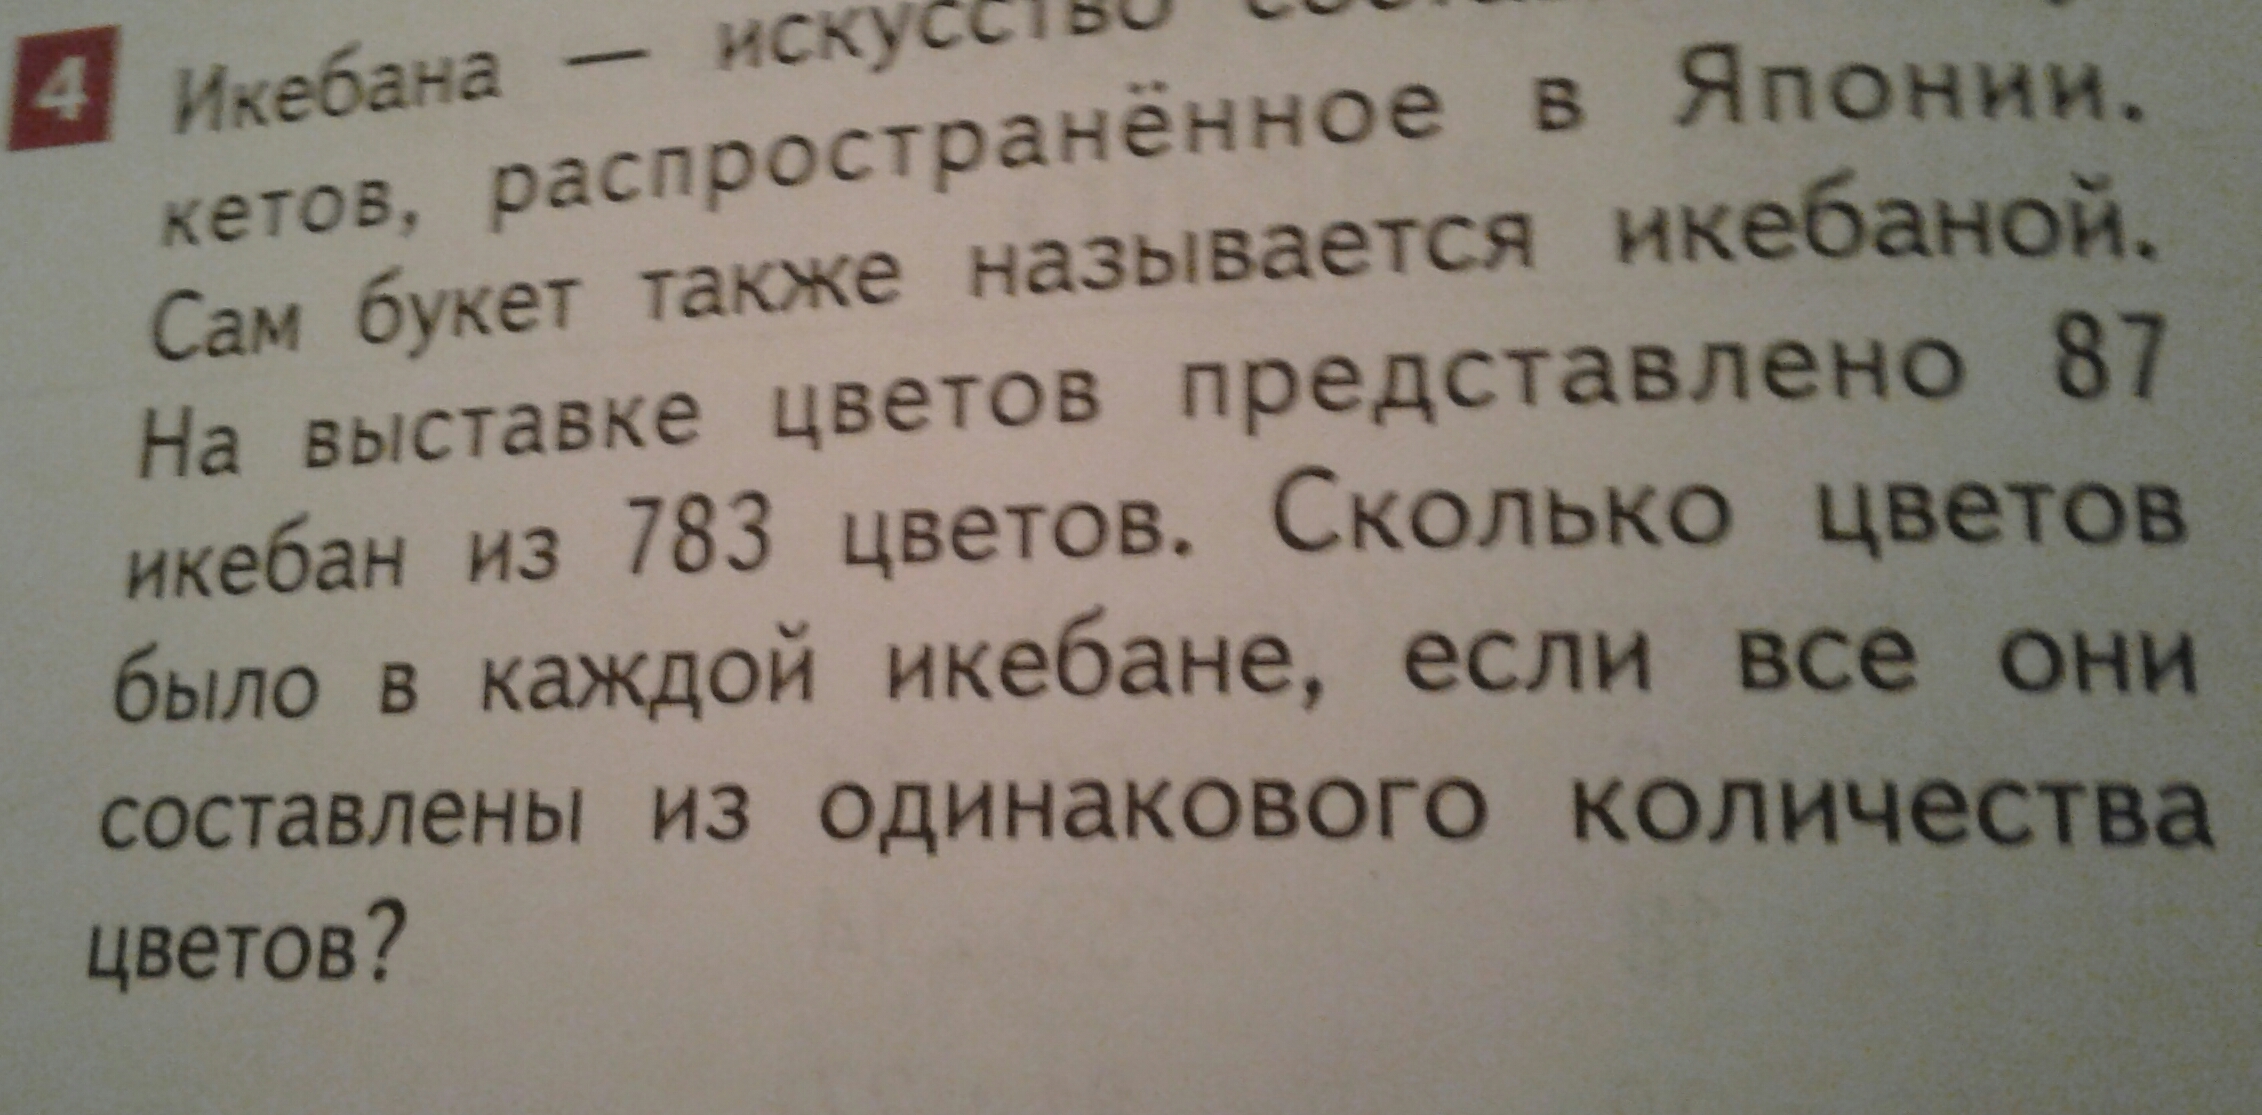 4 Икебана — искусство
кетов, распространённое в Японии.
Сам букет также называется икебаной.
На выставке цветов представлено 87
икебан из 783 цветов. Сколько цветов
было в каждой икебане, если все они
составлены из одинакового количества
цветов?